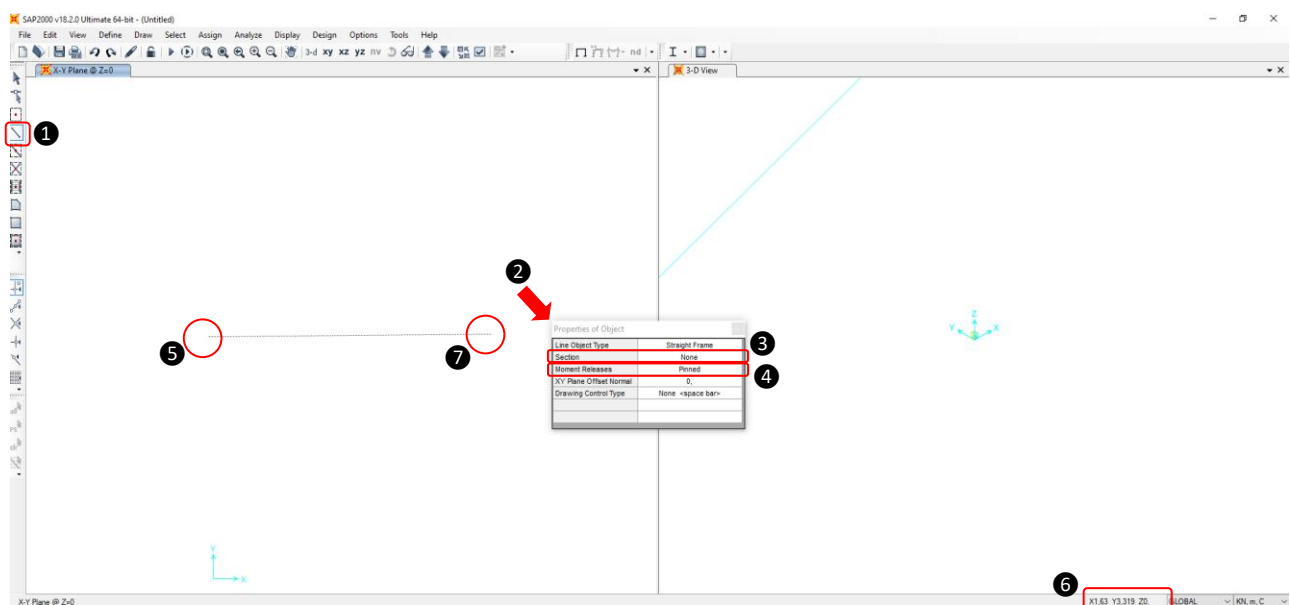 SAP2000 v18.2.0 Ultimate 64-bit - (Untitled)
File Edit View Define Draw Select Assign Analyze Display Design Options Tools Help
3-d xy xz yz nv
nd
X-Y Plane @ Z=0
3-D View
1
2
Properties of Object
Line Object Type Straight Frame
3
Section None
Moment Releases Pinned
4
XY Plane Offset Normal 0,
Drawing Control Type None <space bar>
5
7
Z
Y X
Y
X
6
X-Y Plane @ Z=0
X1,63 Y3,319 Z0,
GLOBAL
KN, m, C